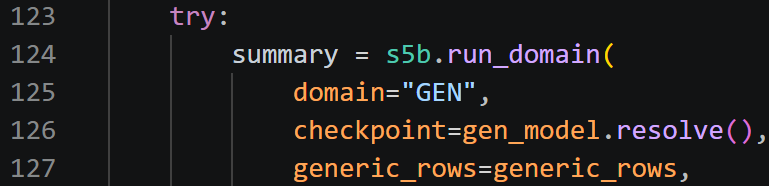 123 try:
124 summary = s5b.run_domain(
125 domain="GEN",
126 checkpoint=gen_model.resolve(),
127 generic_rows=generic_rows,